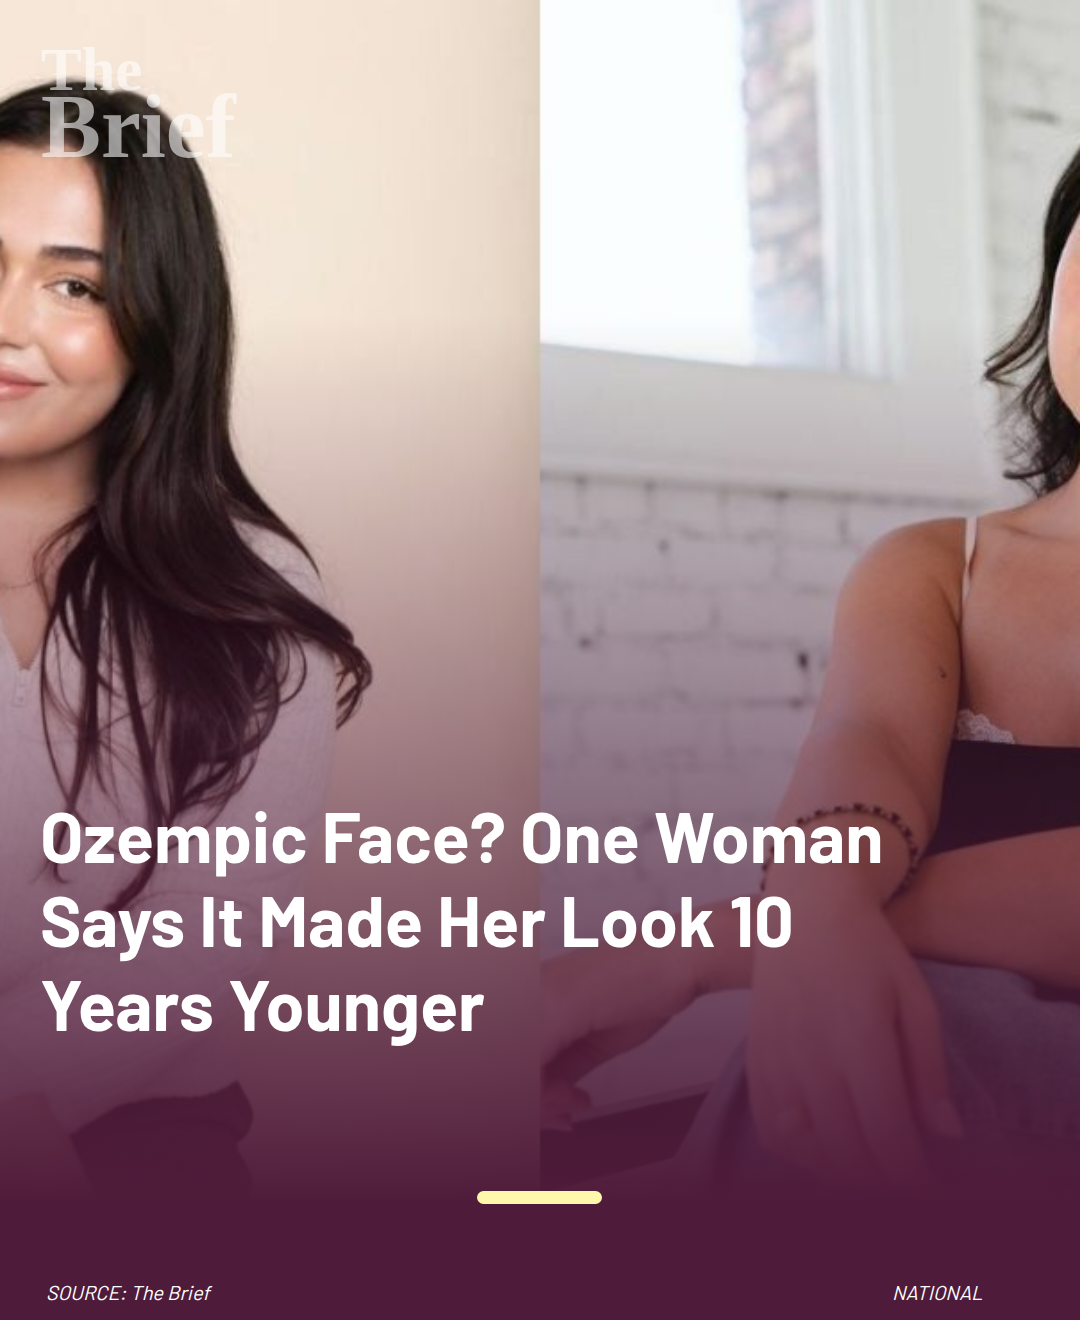 The
Brief
Ozempic Face? One Woman
Says It Made Her Look 10
Years Younger
SOURCE: The Brief
NATIONAL